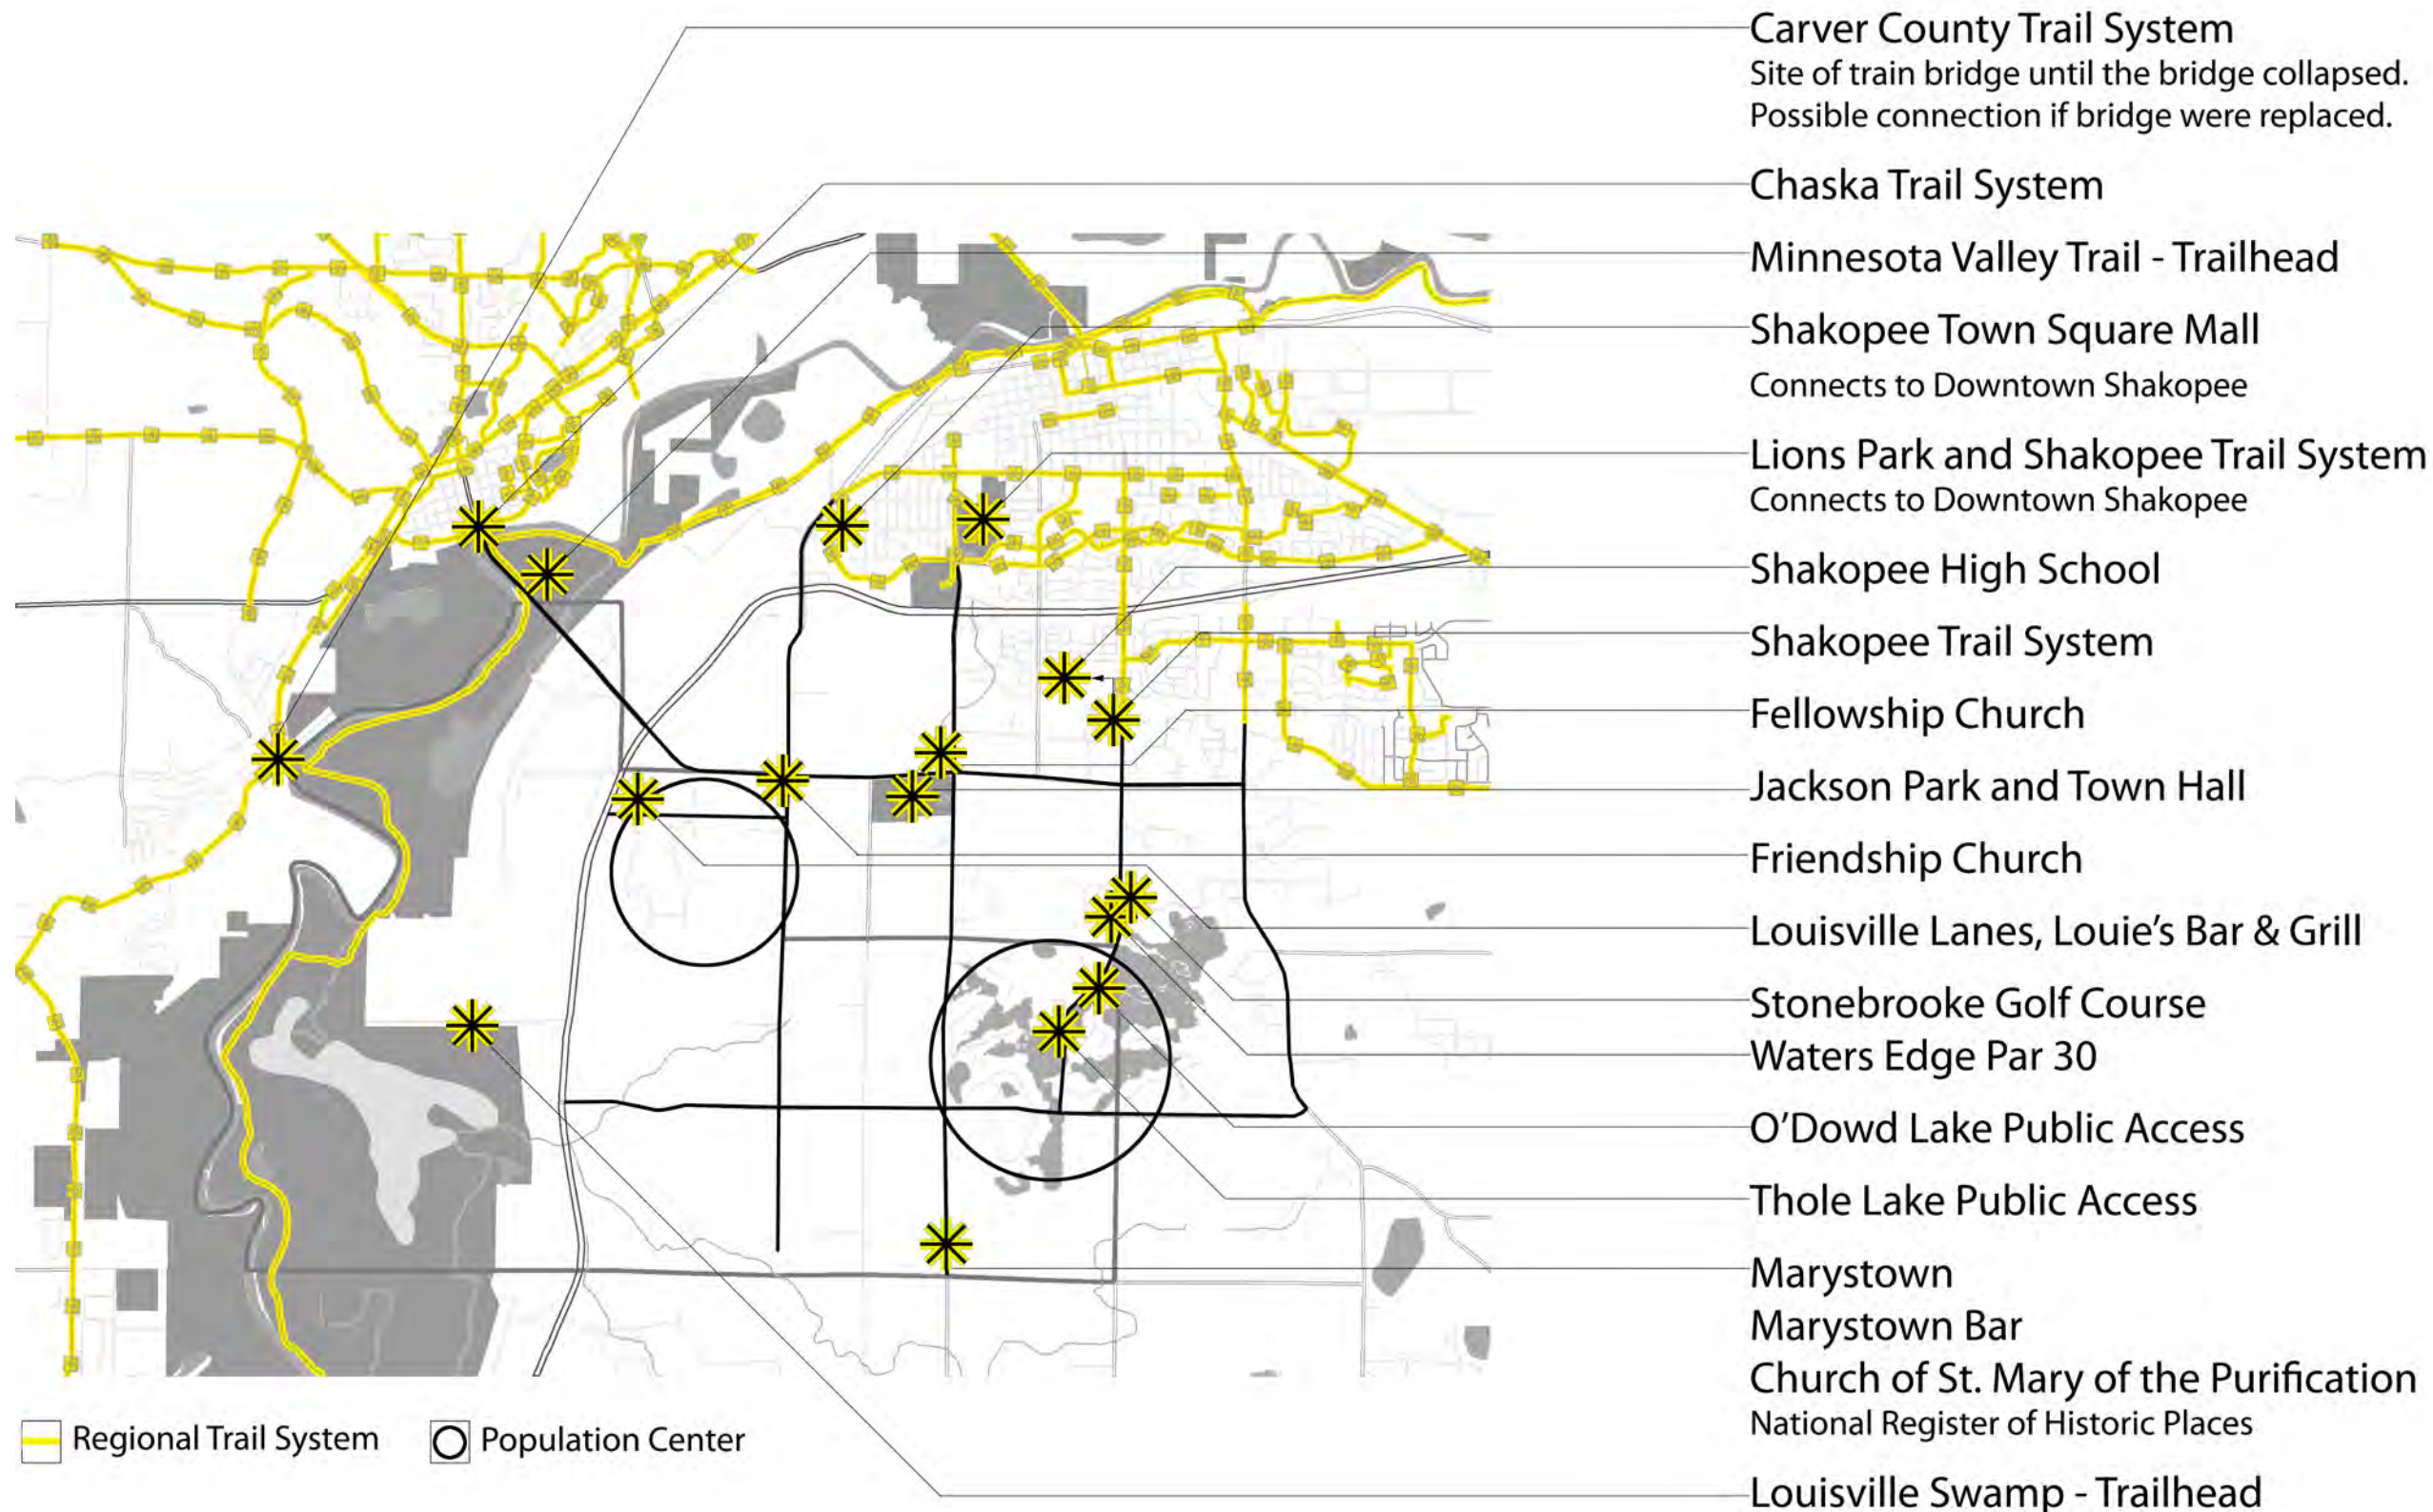 Carver County Trail System
Site of train bridge until the bridge collapsed.
Possible connection if bridge were replaced.
Chaska Trail System
Minnesota Valley Trail - Trailhead
Shakopee Town Square Mall
Connects to Downtown Shakopee
Lions Park and Shakopee Trail System
Connects to Downtown Shakopee
Shakopee High School
Shakopee Trail System
Fellowship Church
Jackson Park and Town Hall
Friendship Church
Louisville Lanes, Louie's Bar & Grill
Stonebrooke Golf Course
Waters Edge Par 30
O'Dowd Lake Public Access
Thole Lake Public Access
Marystown
Marystown Bar
Church of St. Mary of the Purification
National Register of Historic Places
Louisville Swamp - Trailhead
Regional Trail System
Population Center